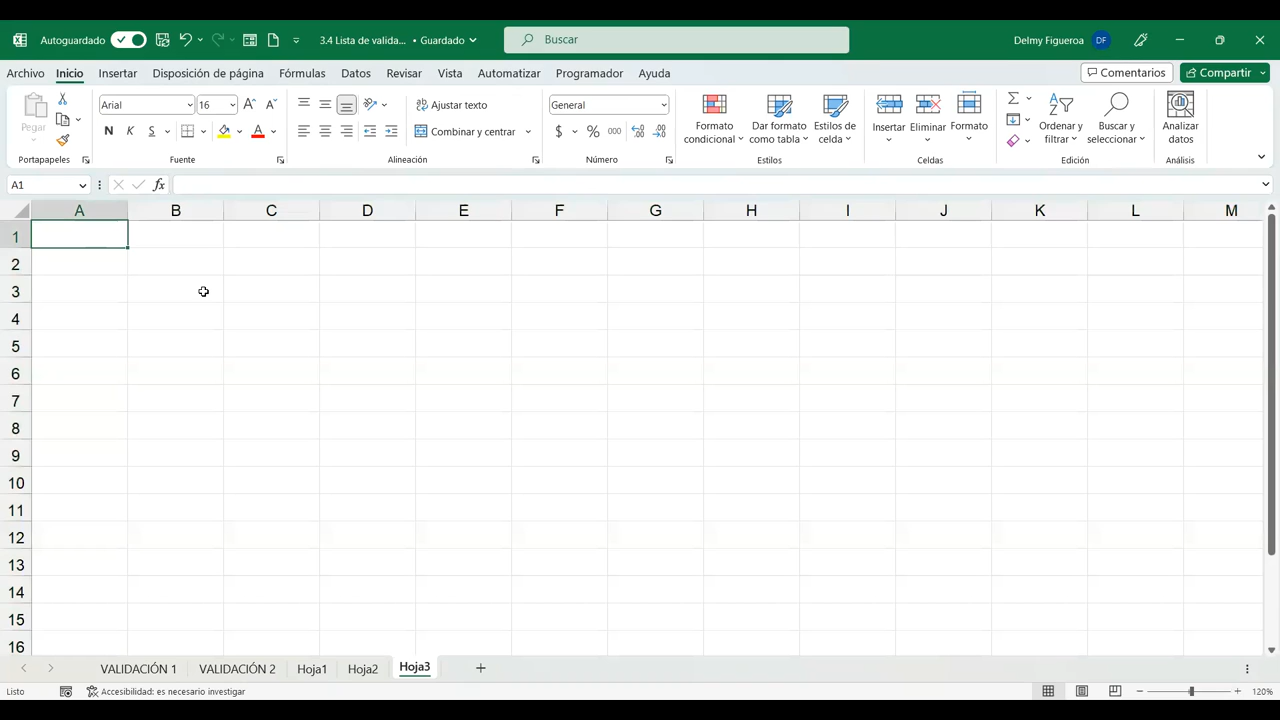 Autoguardado 3.4 Lista de valida... • Guardado Buscar Delmy Figueroa DF
Archivo Inicio Insertar Disposición de página Fórmulas Datos Revisar Vista Automatizar Programador Ayuda Comentarios Compartir
Pegar
Arial 16
N K S A
Ajustar texto
Combinar y centrar
General
$ % 000
Formato condicional
Dar formato como tabla
Estilos de celda
Insertar
Eliminar
Formato
Ordenar y filtrar
Buscar y seleccionar
Analizar datos
Portapapeles Fuente Alineación Número Estilos Celdas Edición Análisis
A1 fx
A B C D E F G H I J K L M
1
2
3
4
5
6
7
8
9
10
11
12
13
14
15
16
VALIDACIÓN 1 VALIDACIÓN 2 Hoja1 Hoja2 Hoja3
Listo Accesibilidad: es necesario investigar 120%